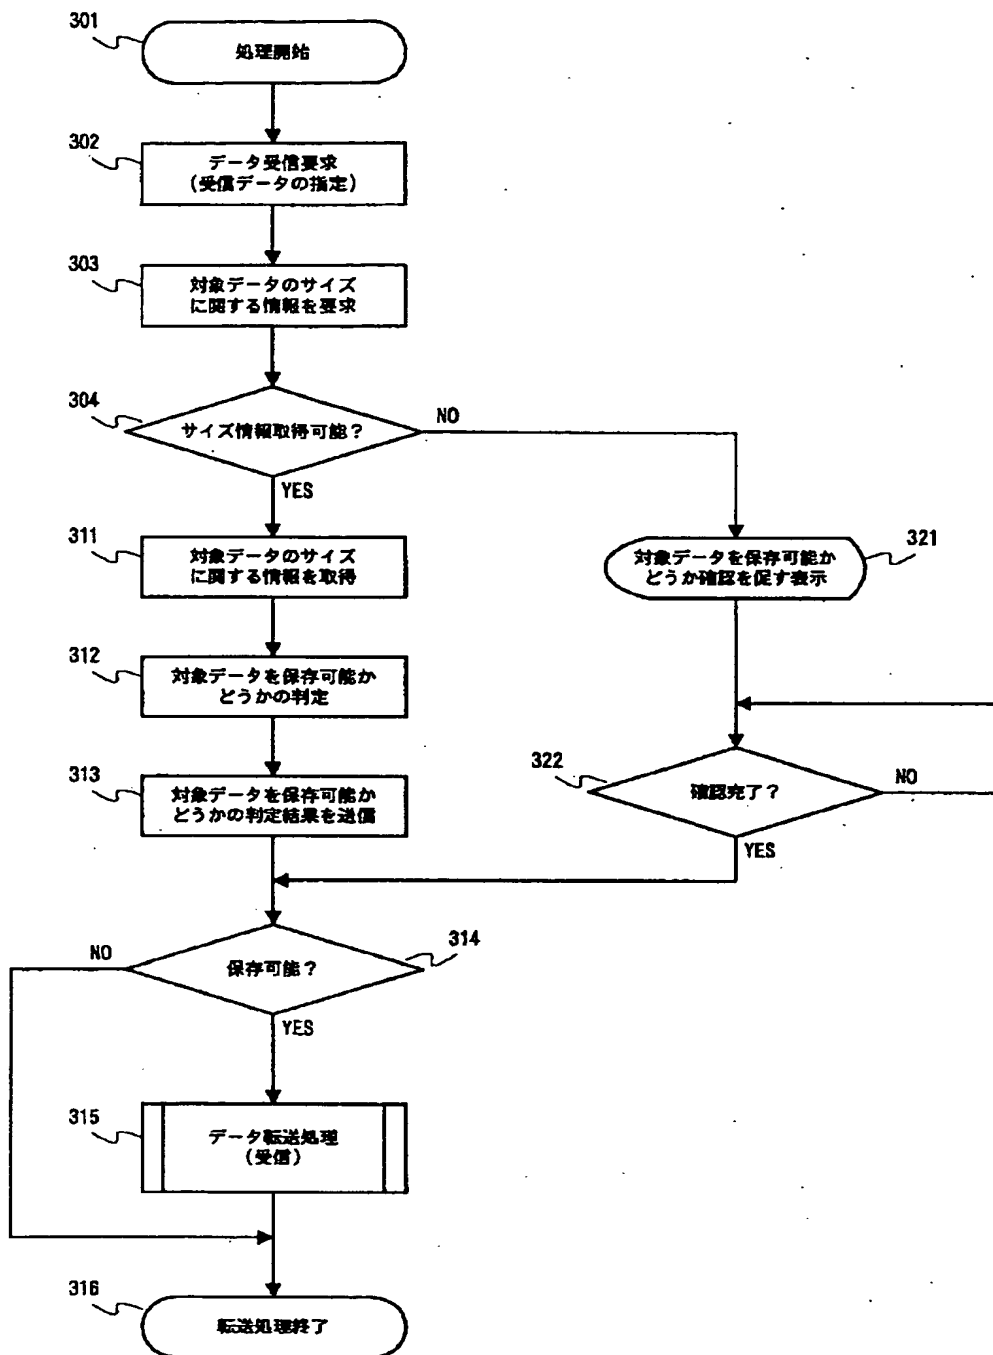 301
処理開始
302
データ受信要求
(受信データの指定)
303
対象データのサイズ
に関する情報を要求
304
サイズ情報取得可能?
NO
YES
311
対象データのサイズ
に関する情報を取得
321
対象データを保存可能か
どうか確認を促す表示
312
対象データを保存可能か
どうかの判定
313
対象データを保存可能か
どうかの判定結果を送信
322
確認完了?
NO
YES
314
保存可能?
NO
YES
315
データ転送処理
(受信)
316
転送処理終了